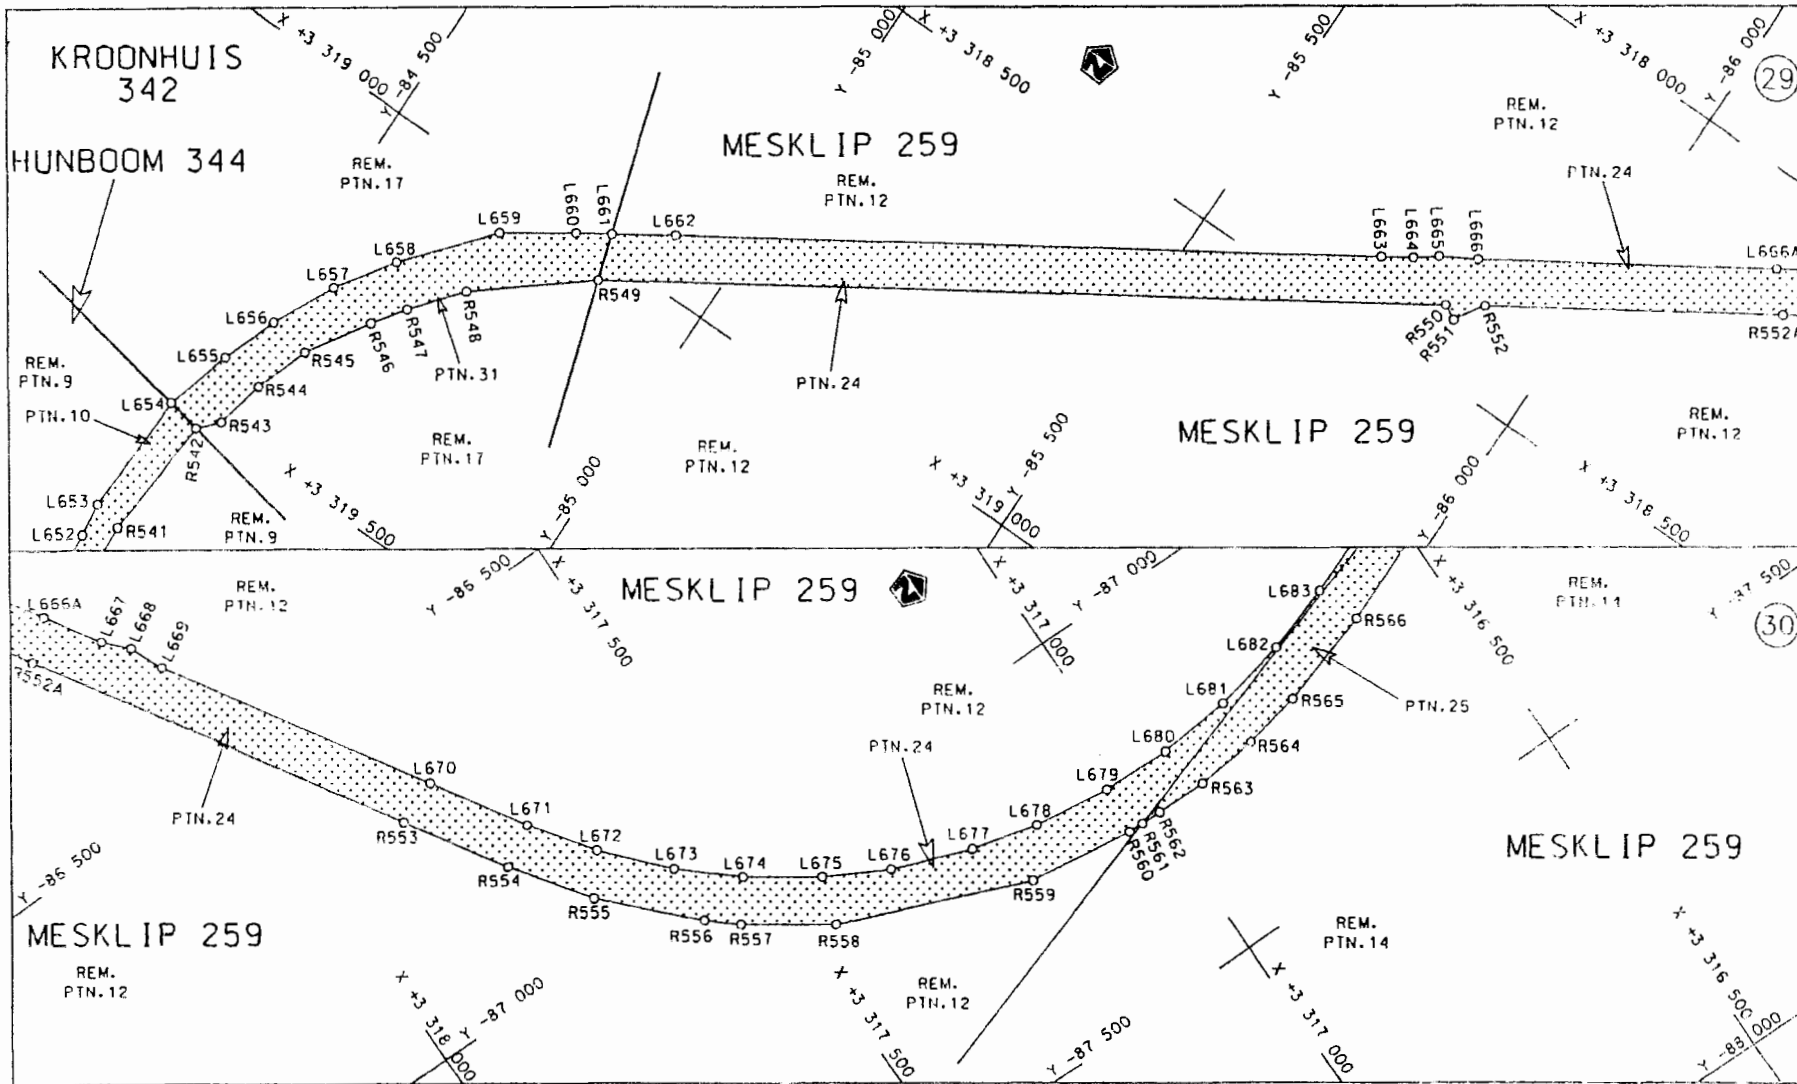 KROONHUIS
342
HUNBOOM 344
X +3 319 000
Y -84 500
Y -85 000
X +3 318 500
Y -85 500
X +3 318 000
Y -86 000
29
MESKLIP 259
REM.
PTN.12
REM.
PTN.17
REM.
PTN.12
PTN.24
L659
L660
L661
L662
L663
L664
L665
L666
L666A
L658
L657
L656
L655
L654
L653
L652
R541
R542
R543
R544
R545
R546
R547
R548
R549
R550
R551
R552
R552A
REM.
PTN.9
PTN.10
PTN.31
PTN.24
REM.
PTN.17
REM.
PTN.12
MESKLIP 259
REM.
PTN.12
REM.
PTN.9
X +3 319 500
Y -85 000
X +3 319 000
Y -85 500
Y -86 000
X +3 318 500
REM.
PTN.12
Y -86 500
X +3 317 500
MESKLIP 259
X +3 317 000
Y -87 000
X +3 316 500
REM.
PTN.14
Y -87 500
30
L666A
L667
L668
L669
L670
L671
L672
L673
L674
L675
L676
L677
L678
L679
L680
L681
L682
L683
R552A
R553
R554
R555
R556
R557
R558
R559
R560
R561
R562
R563
R564
R565
R566
PTN.24
REM.
PTN.12
PTN.24
PTN.25
Y -86 500
MESKLIP 259
REM.
PTN.12
MESKLIP 259
REM.
PTN.14
REM.
PTN.12
X +3 318 000
Y -87 000
X +3 317 500
Y -87 500
X +3 317 000
X +3 316 500
Y -88 000